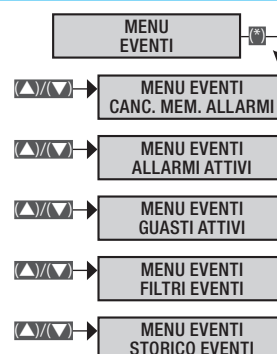 MENU
EVENTI
(*)
(▲)/(▼)
MENU EVENTI
CANC. MEM. ALLARMI
(▲)/(▼)
MENU EVENTI
ALLARMI ATTIVI
(▲)/(▼)
MENU EVENTI
GUASTI ATTIVI
(▲)/(▼)
MENU EVENTI
FILTRI EVENTI
(▲)/(▼)
MENU EVENTI
STORICO EVENTI